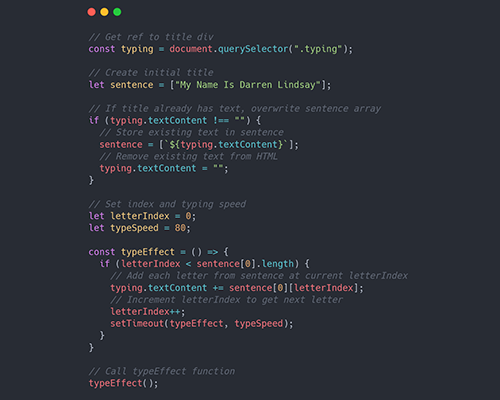 // Get ref to title div
const typing = document.querySelector(".typing");
// Create initial title
let sentence = ["My Name Is Darren Lindsay"];
// If title already has text, overwrite sentence array
if (typing.textContent !== "") {
// Store existing text in sentence
sentence = [`${typing.textContent}`];
// Remove existing text from HTML
typing.textContent = "";
}
// Set index and typing speed
let letterIndex = 0;
let typeSpeed = 80;
const typeEffect = () => {
if (letterIndex < sentence[0].length) {
// Add each letter from sentence at current letterIndex
typing.textContent += sentence[0][letterIndex];
// Increment letterIndex to get next letter
letterIndex++;
setTimeout(typeEffect, typeSpeed);
}
}
// Call typeEffect function
typeEffect();